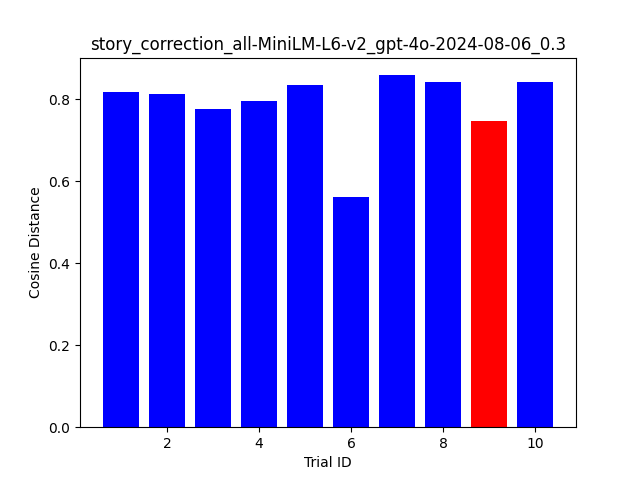 story_correction_all-MiniLM-L6-v2_gpt-4o-2024-08-06_0.3
Cosine Distance
0.8
0.6
0.4
0.2
0.0
2 4 6 8 10
Trial ID